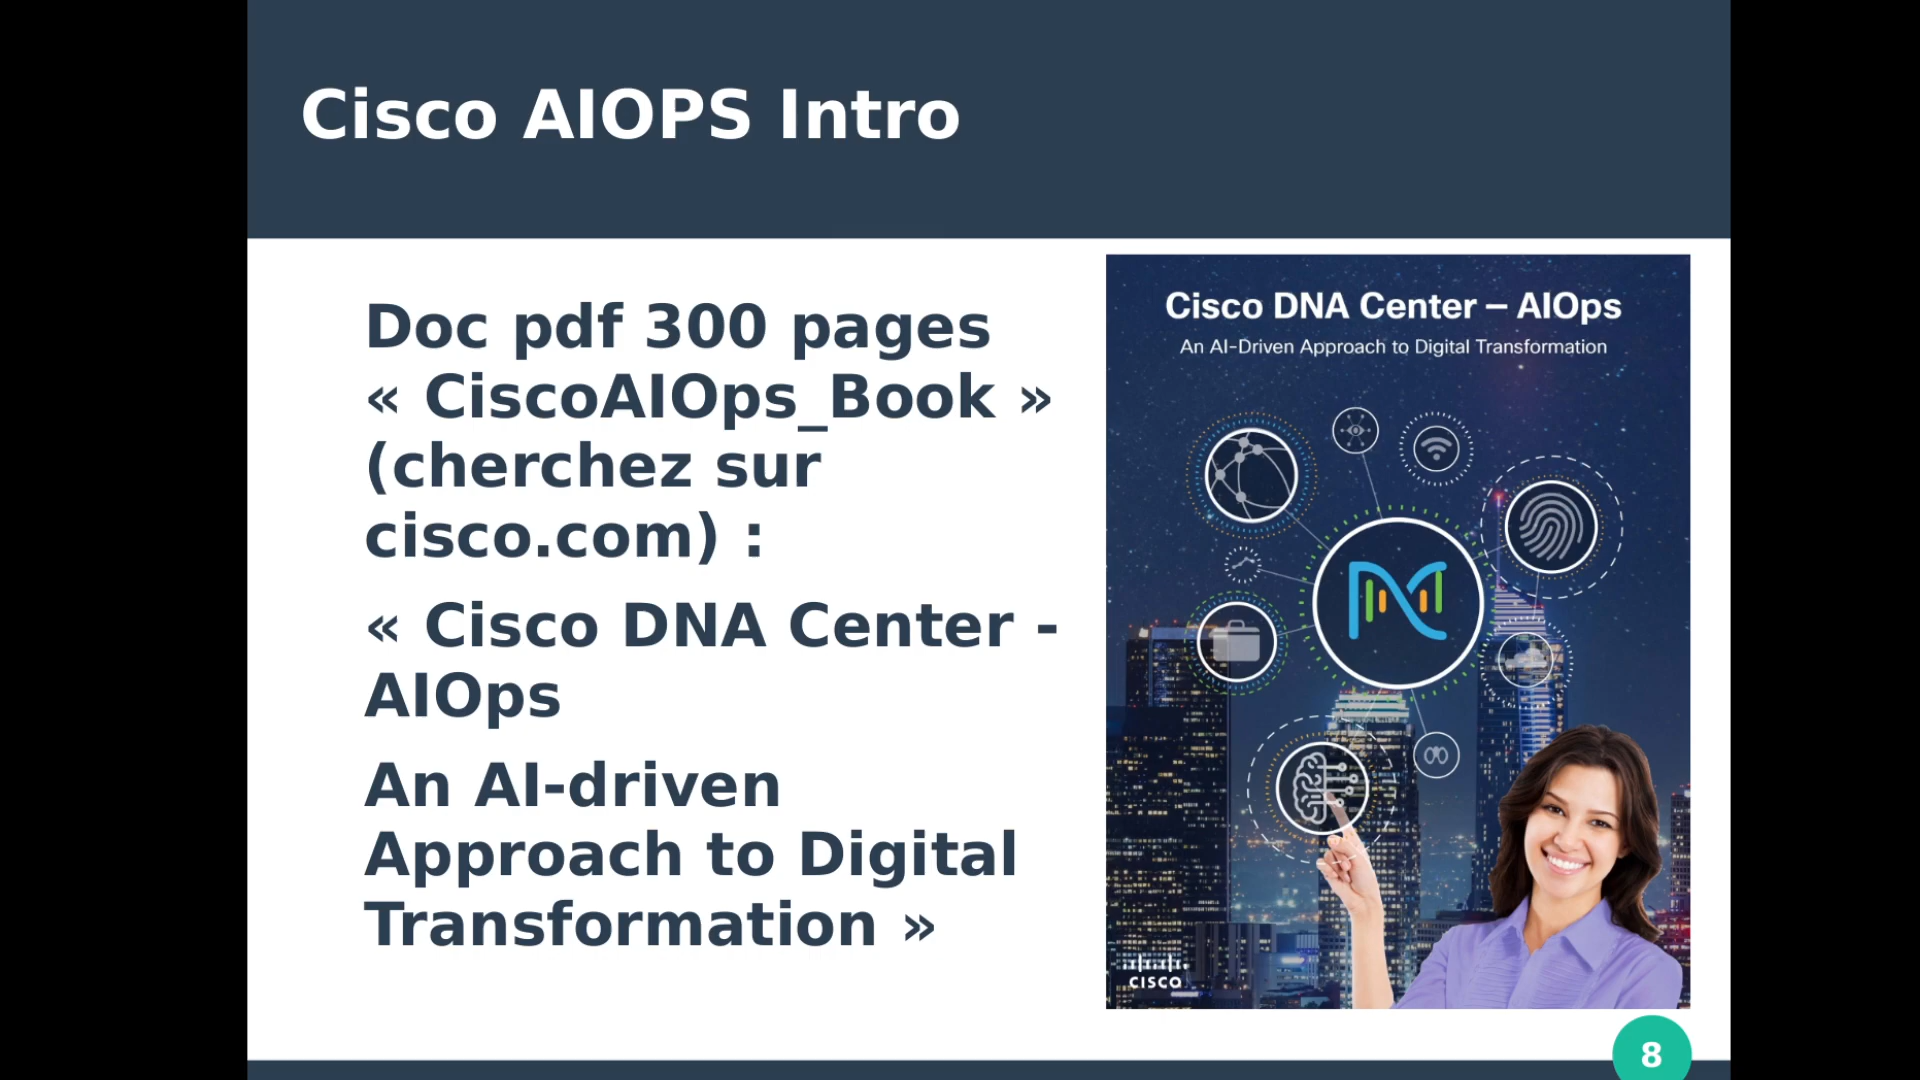 Cisco AIOPS Intro
Doc pdf 300 pages
« CiscoAIOps_Book »
(cherchez sur
cisco.com) :
« Cisco DNA Center -
AIOps
An AI-driven
Approach to Digital
Transformation »
Cisco DNA Center – AIOps
An AI-Driven Approach to Digital Transformation
CISCO
8